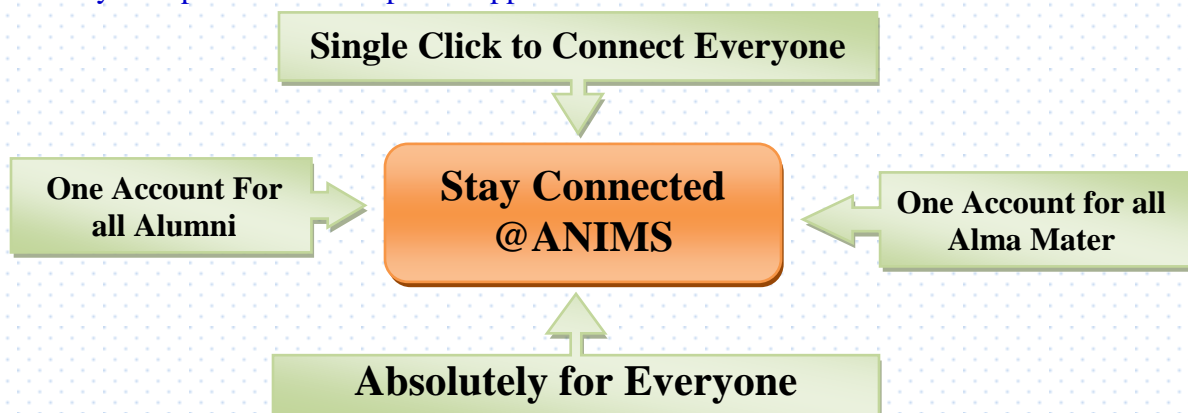 Single Click to Connect Everyone
One Account For
all Alumni
Stay Connected
@ANIMS
One Account for all
Alma Mater
Absolutely for Everyone